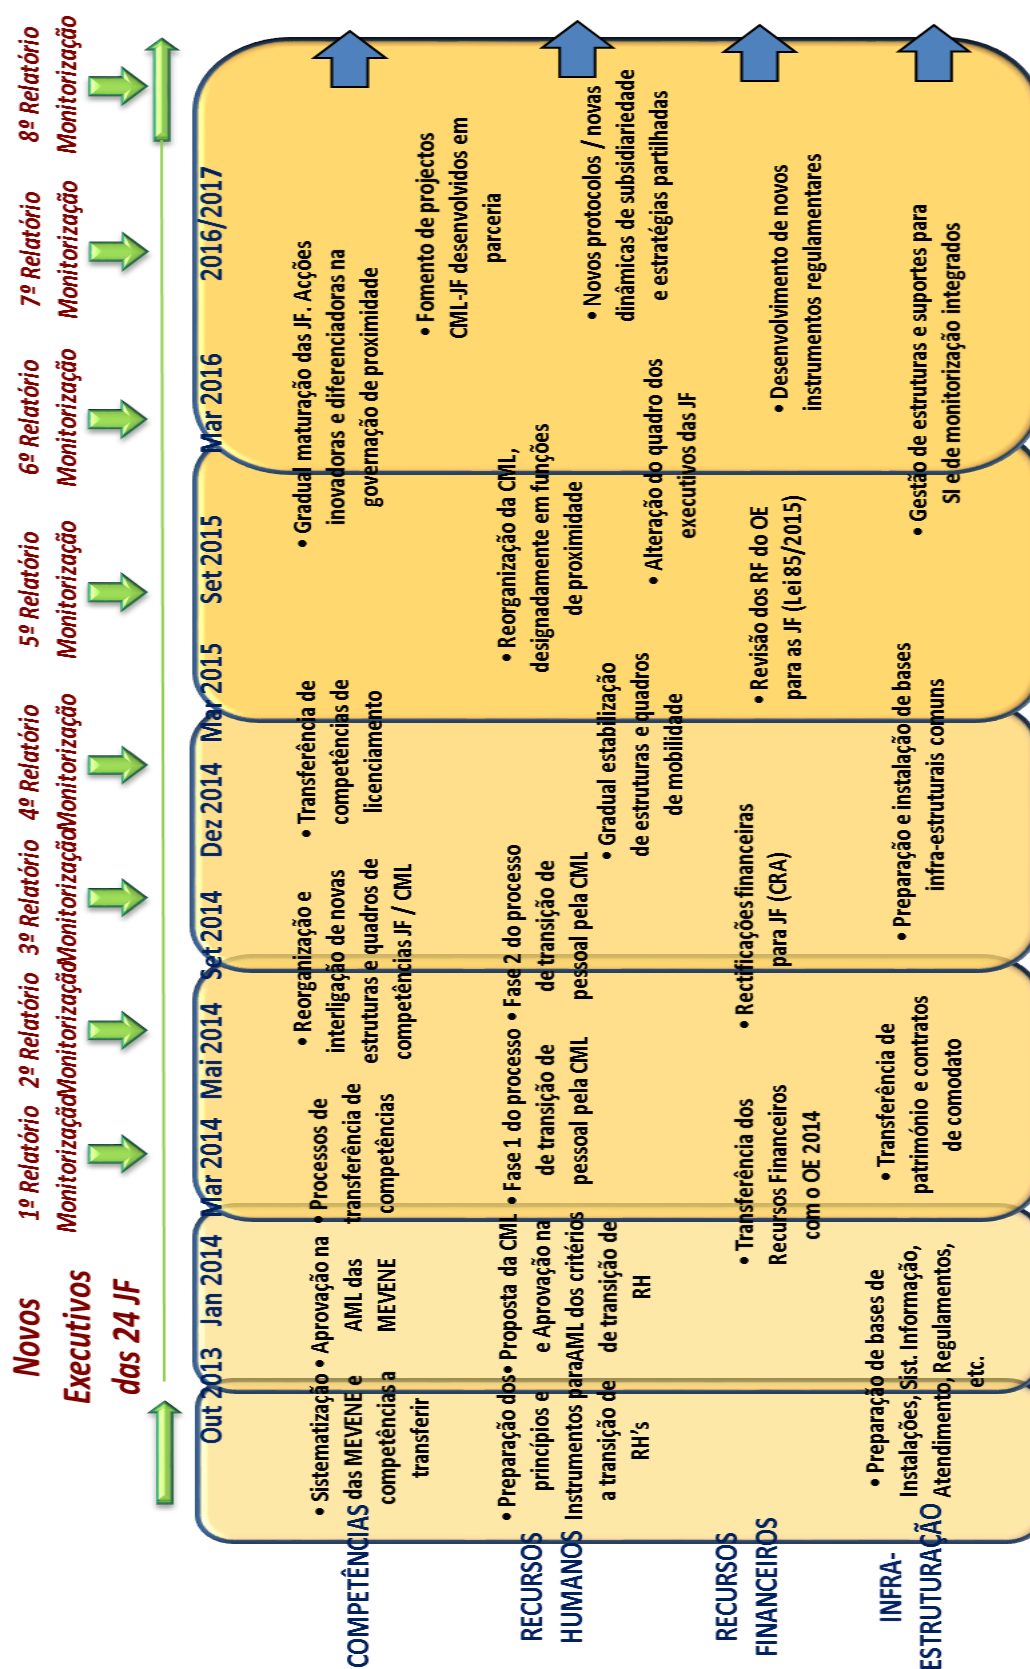 Novos
Executivos
das 24 JF
1º Relatório
Monitorização
2º Relatório
Monitorização
3º Relatório
Monitorização
4º Relatório
Monitorização
5º Relatório
Monitorização
6º Relatório
Monitorização
7º Relatório
Monitorização
8º Relatório
Monitorização
Out 2013
Jan 2014
Mar 2014
Mai 2014
Set 2014
Dez 2014
Mar 2015
Set 2015
Mar 2016
2016/2017
COMPETÊNCIAS
• Sistematização
das MEVENE e
competências a
transferir
• Aprovação na
AML das
MEVENE
• Processos de
transferência de
competências
• Reorganização e
interligação de novas
estruturas e quadros de
competências JF / CML
• Transferência de
competências de
licenciamento
• Gradual maturação das JF. Acções
inovadoras e diferenciadoras na
governação de proximidade
• Fomento de projectos
CML-JF desenvolvidos em
parceria
RECURSOS
HUMANOS
• Preparação dos
princípios e
Instrumentos para
a transição de
RH's
• Proposta da CML
e Aprovação na
AML dos critérios
de transição de
RH
• Fase 1 do processo
de transição de
pessoal pela CML
• Fase 2 do processo
de transição de
pessoal pela CML
• Gradual estabilização
de estruturas e quadros
de mobilidade
• Reorganização da CML,
designadamente em funções
de proximidade
• Alteração do quadro dos
executivos das JF
• Novos protocolos / novas
dinâmicas de subsidiariedade
e estratégias partilhadas
RECURSOS
FINANCEIROS
• Transferência dos
Recursos Financeiros
com o OE 2014
• Rectificações financeiras
para JF (CRA)
• Revisão dos RF do OE
para as JF (Lei 85/2015)
• Desenvolvimento de novos
instrumentos regulamentares
INFRA-
ESTRUTURAÇÃO
• Preparação de bases de
Instalações, Sist. Informação,
Atendimento, Regulamentos,
etc.
• Transferência de
património e contratos
de comodato
• Preparação e instalação de bases
infra-estruturais comuns
• Gestão de estruturas e suportes para
SI e de monitorização integrados